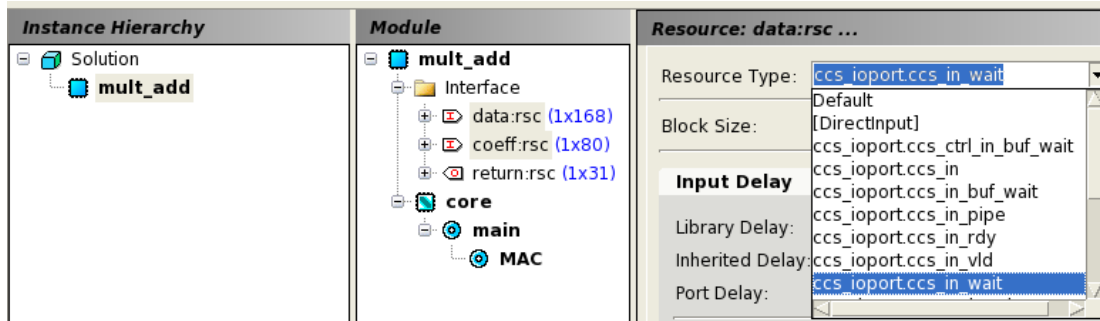 Instance Hierarchy
Solution
mult_add
Module
mult_add
Interface
data:rsc (1x168)
coeff:rsc (1x80)
return:rsc (1x31)
core
main
MAC
Resource: data:rsc ...
Resource Type: ccs_ioport.ccs_in_wait
Block Size:
Input Delay
Library Delay:
Inherited Delay:
Port Delay:
Default
[DirectInput]
ccs_ioport.ccs_ctrl_in_buf_wait
ccs_ioport.ccs_in
ccs_ioport.ccs_in_buf_wait
ccs_ioport.ccs_in_pipe
ccs_ioport.ccs_in_rdy
ccs_ioport.ccs_in_vld
ccs_ioport.ccs_in_wait